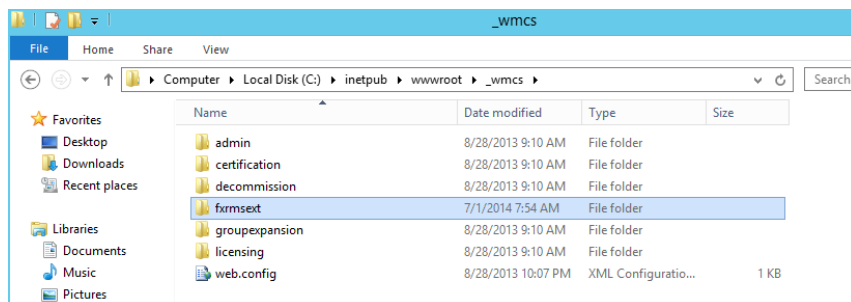 _wmcs
File Home Share View
Computer Local Disk (C:) inetpub wwwroot _wmcs Search
Name Date modified Type Size
Favorites
Desktop
Downloads
Recent places
Libraries
Documents
Music
Pictures
admin 8/28/2013 9:10 AM File folder
certification 8/28/2013 9:10 AM File folder
decommission 8/28/2013 9:10 AM File folder
fxrmsext 7/1/2014 7:54 AM File folder
groupexpansion 8/28/2013 9:10 AM File folder
licensing 8/28/2013 9:10 AM File folder
web.config 8/28/2013 10:07 PM XML Configuratio... 1 KB